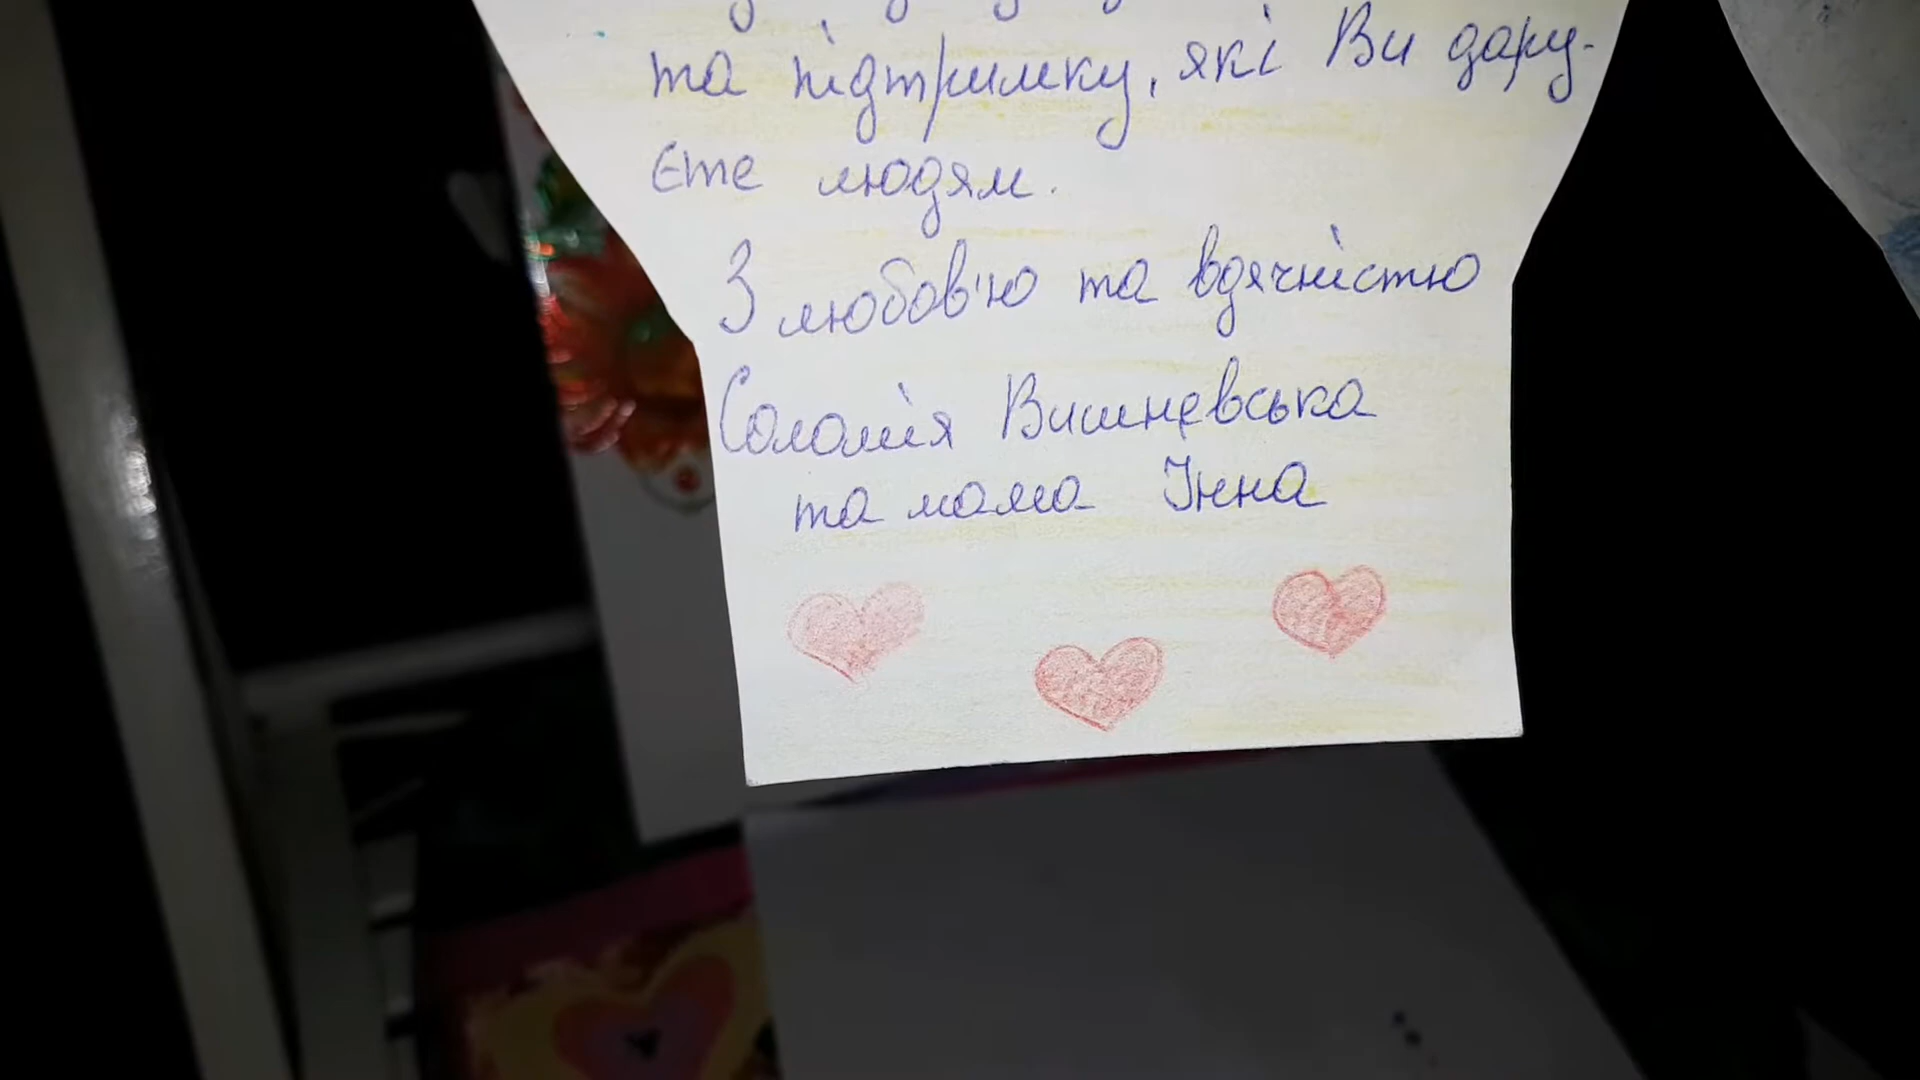 та підтримку, які Ви дару-
єте людям.
З любов'ю та вдячністю
Соломія Вишневська
та мама Інна